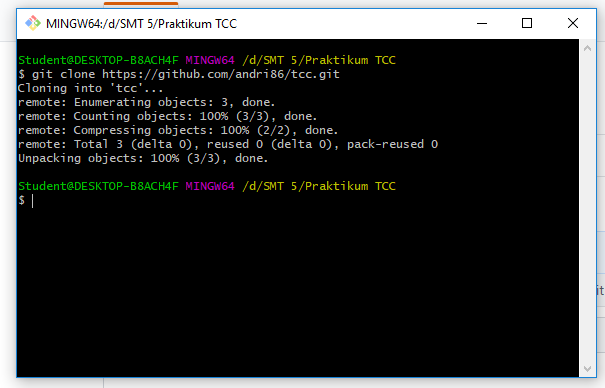 MINGW64:/d/SMT 5/Praktikum TCC
Student@DESKTOP-B8ACH4F MINGW64 /d/SMT 5/Praktikum TCC
$ git clone https://github.com/andri86/tcc.git
Cloning into 'tcc'...
remote: Enumerating objects: 3, done.
remote: Counting objects: 100% (3/3), done.
remote: Compressing objects: 100% (2/2), done.
remote: Total 3 (delta 0), reused 0 (delta 0), pack-reused 0
Unpacking objects: 100% (3/3), done.
Student@DESKTOP-B8ACH4F MINGW64 /d/SMT 5/Praktikum TCC
$